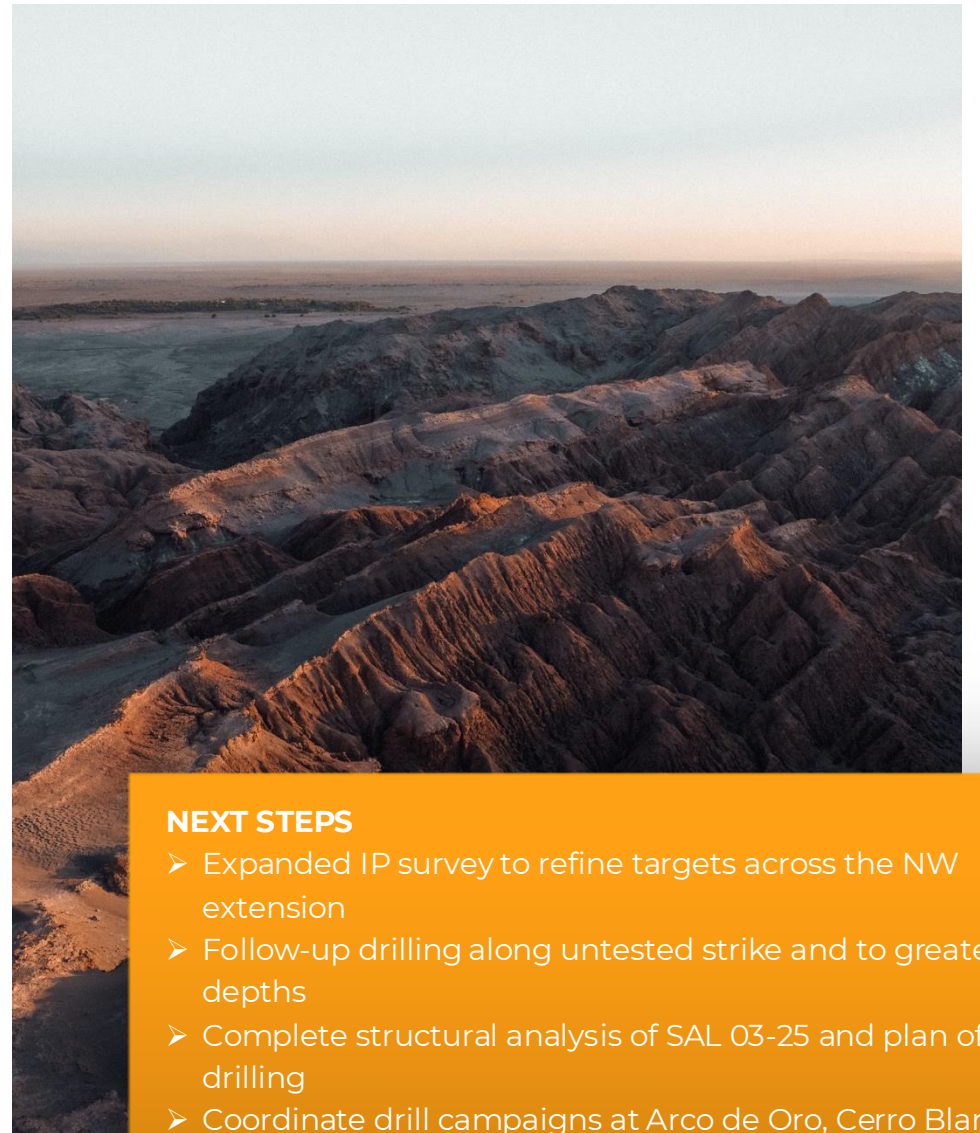 NEXT STEPS
➢ Expanded IP survey to refine targets across the NW
extension
➢ Follow-up drilling along untested strike and to
depths
➢ Complete structural analysis of SAL 03-25 and plan
drilling
➢ Coordinate drill campaigns at Arco de Oro, Cerro